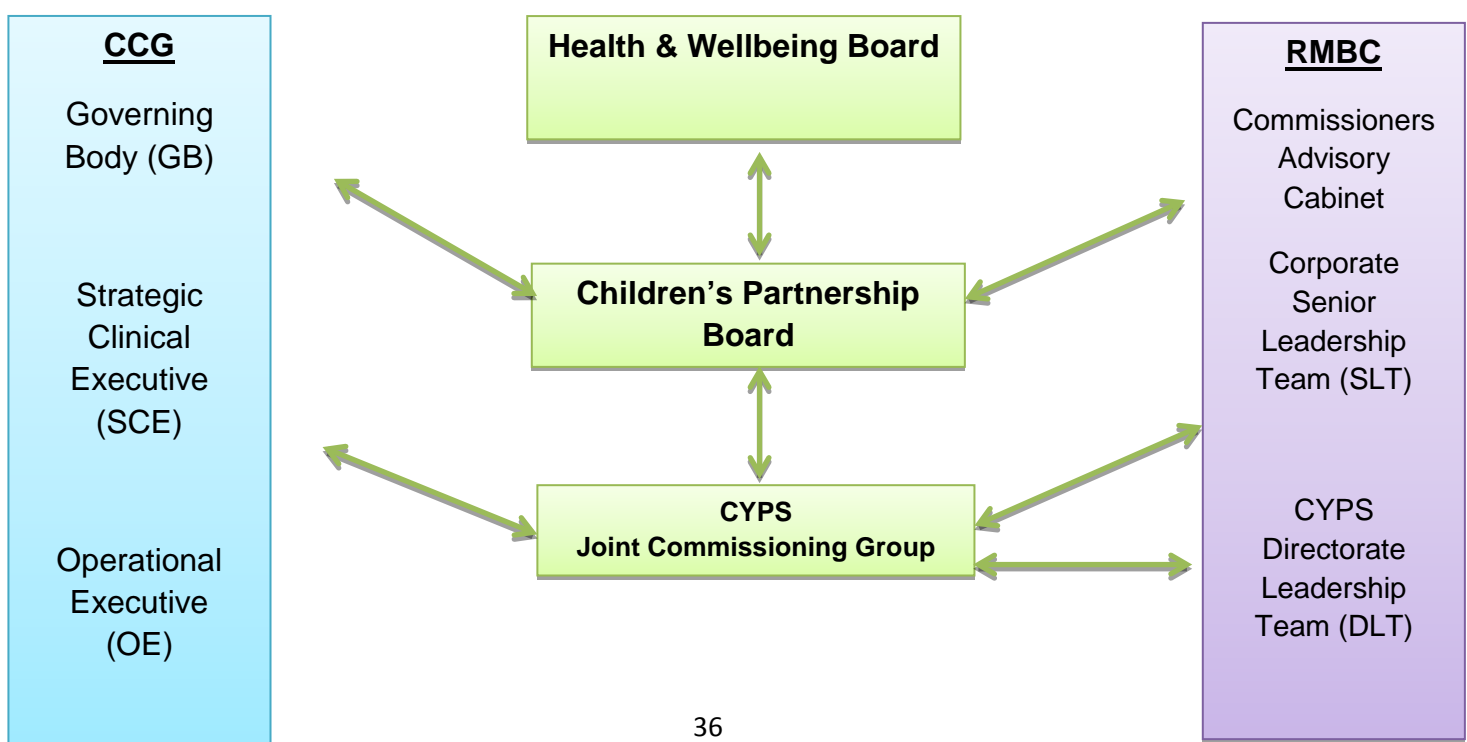 CCG
Governing
Body (GB)
Strategic
Clinical
Executive
(SCE)
Operational
Executive
(OE)
Health & Wellbeing Board
Children’s Partnership
Board
CYPS
Joint Commissioning Group
RMBC
Commissioners
Advisory
Cabinet
Corporate
Senior
Leadership
Team (SLT)
CYPS
Directorate
Leadership
Team (DLT)
36